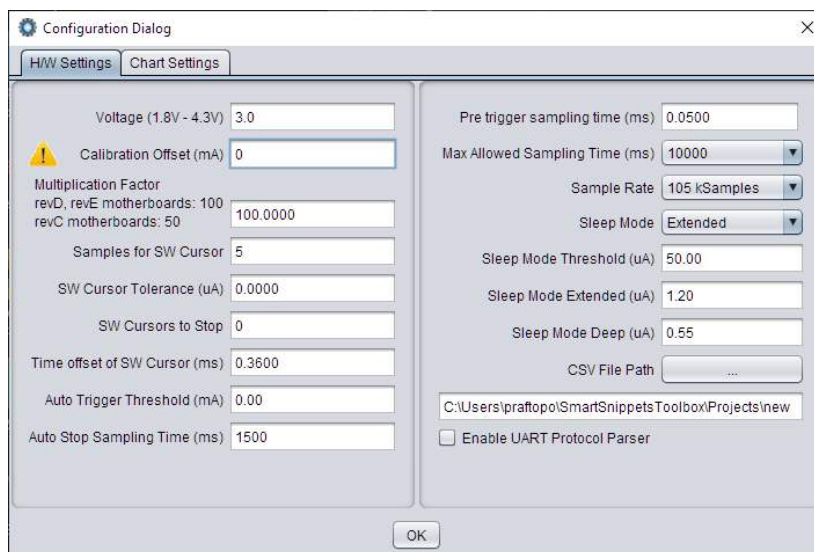 Configuration Dialog
H/W Settings
Chart Settings
Voltage (1.8V - 4.3V) 3.0
Calibration Offset (mA) 0
Multiplication Factor
revD, revE motherboards: 100
revC motherboards: 50
100.0000
Samples for SW Cursor 5
SW Cursor Tolerance (uA) 0.0000
SW Cursors to Stop 0
Time offset of SW Cursor (ms) 0.3600
Auto Trigger Threshold (mA) 0.00
Auto Stop Sampling Time (ms) 1500
Pre trigger sampling time (ms) 0.0500
Max Allowed Sampling Time (ms) 10000
Sample Rate 105 kSamples
Sleep Mode Extended
Sleep Mode Threshold (uA) 50.00
Sleep Mode Extended (uA) 1.20
Sleep Mode Deep (uA) 0.55
CSV File Path ...
C:\Users\praftopo\SmartSnippetsToolbox\Projects\new
Enable UART Protocol Parser
OK